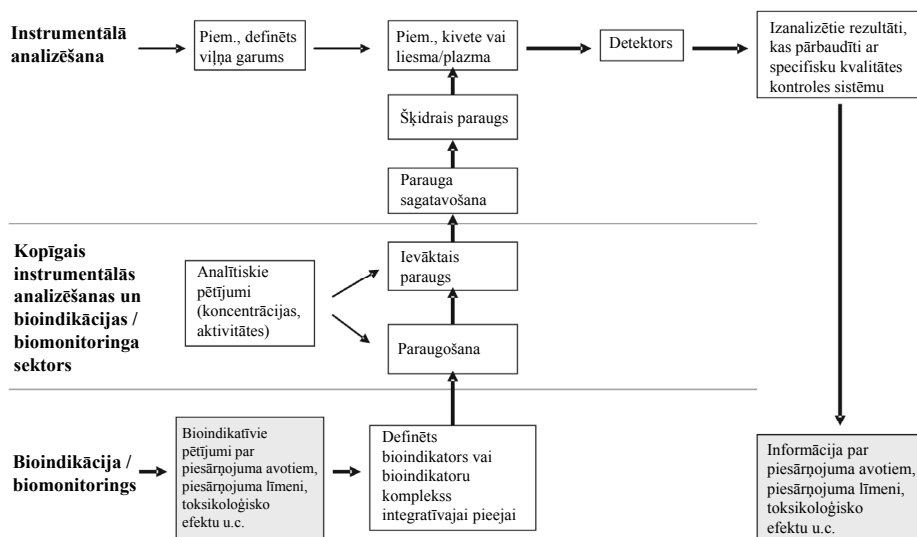 Instrumentālā
analizēšana
Piem., definēts
viļņa garums
Piem., kivete vai
liesma/plazma
Detektors
Izanalizētie rezultāti,
kas pārbaudīti ar
specifisku kvalitātes
kontroles sistēmu
Šķidrais paraugs
Parauga
sagatavošana
Kopīgais
instrumentālās
analizēšanas un
bioindikācijas /
biomonitoringa
sektors
Analītiskie
pētījumi
(koncentrācijas,
aktivitātes)
Ievāktais
paraugs
Paraugošana
Bioindikācija /
biomonitorings
Bioindikatīvie
pētījumi par
piesārņojuma avotiem,
piesārņojuma līmeni,
toksikoloģisko
efektu u.c.
Definēts
bioindikators vai
bioindikatoru
komplekss
integratīvajai pieejai
Informācija par
piesārņojuma avotiem,
piesārņojuma līmeni,
toksikoloģisko
efektu u.c.